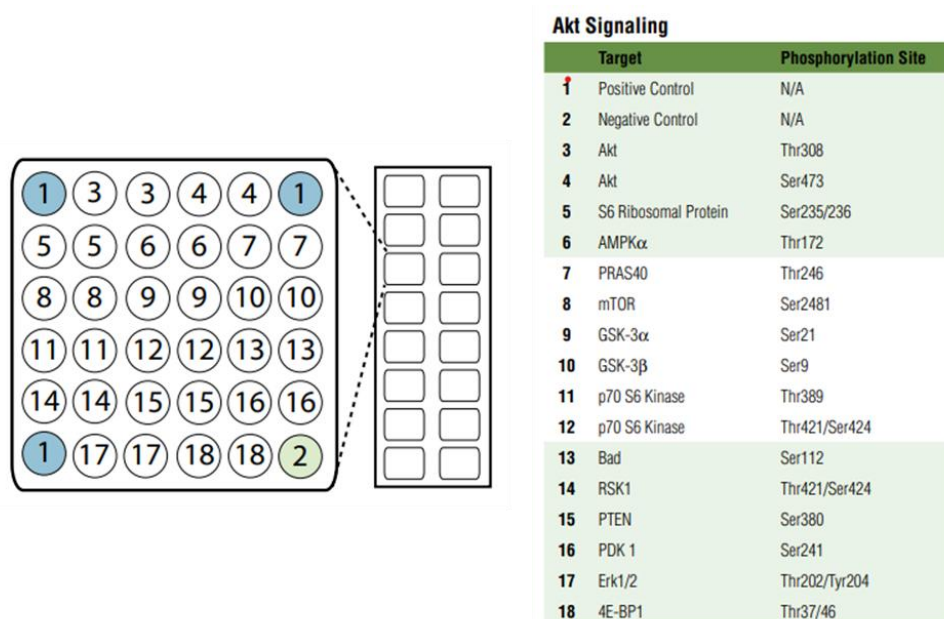 1 3 3 4 4 1
5 5 6 6 7 7
8 8 9 9 10 10
11 11 12 12 13 13
14 14 15 15 16 16
1 17 17 18 18 2
Akt Signaling
Target Phosphorylation Site
1 Positive Control N/A
2 Negative Control N/A
3 Akt Thr308
4 Akt Ser473
5 S6 Ribosomal Protein Ser235/236
6 AMPKα Thr172
7 PRAS40 Thr246
8 mTOR Ser2481
9 GSK-3α Ser21
10 GSK-3β Ser9
11 p70 S6 Kinase Thr389
12 p70 S6 Kinase Thr421/Ser424
13 Bad Ser112
14 RSK1 Thr421/Ser424
15 PTEN Ser380
16 PDK 1 Ser241
17 Erk1/2 Thr202/Tyr204
18 4E-BP1 Thr37/46